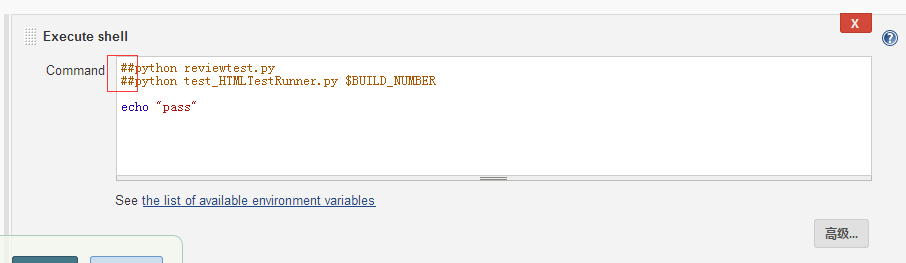 X
Execute shell
?
Command
##python reviewtest.py
##python test_HTMLTestRunner.py $BUILD_NUMBER
echo "pass"
See the list of available environment variables
高级...